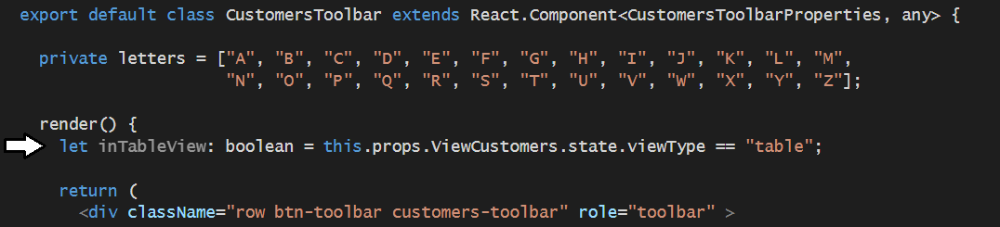 export default class CustomersToolbar extends React.Component<CustomersToolbarProperties, any> {
private letters = ["A", "B", "C", "D", "E", "F", "G", "H", "I", "J", "K", "L", "M",
"N", "O", "P", "Q", "R", "S", "T", "U", "V", "W", "X", "Y", "Z"];
render() {
let inTableView: boolean = this.props.ViewCustomers.state.viewType == "table";
return (
<div className="row btn-toolbar customers-toolbar" role="toolbar" >